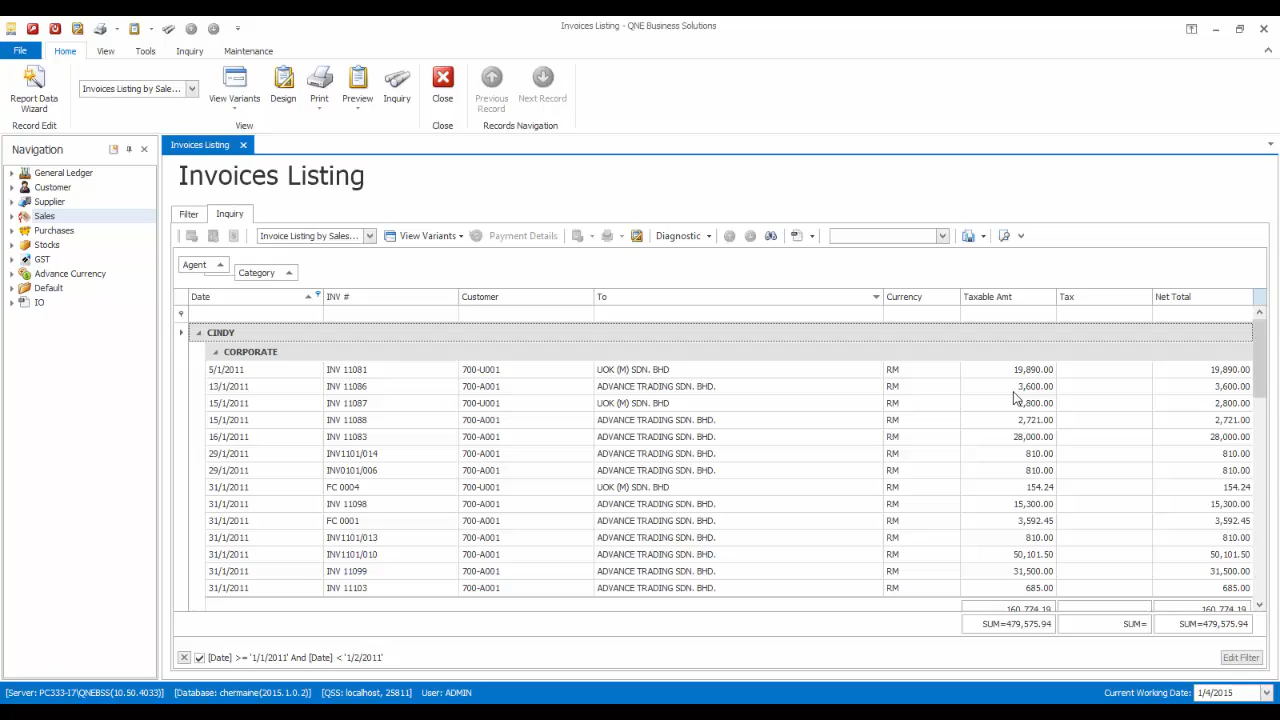 Invoices Listing - QNE Business Solutions
File Home View Tools Inquiry Maintenance
Report Data Wizard
Invoices Listing by Sale...
View Variants
Design
Print
Preview
Inquiry
Close
Previous Record
Next Record
Record Edit View Close Records Navigation
Navigation
General Ledger
Customer
Supplier
Sales
Purchases
Stocks
GST
Advance Currency
Default
IO
Invoices Listing
Invoices Listing
Filter Inquiry
Invoice Listing by Sales... View Variants Payment Details Diagnostic
Agent
Category
Date INV # Customer To Currency Taxable Amt Tax Net Total
CINDY
CORPORATE
5/1/2011 INV 11081 700-U001 UOK (M) SDN. BHD RM 19,890.00 19,890.00
13/1/2011 INV 11086 700-A001 ADVANCE TRADING SDN. BHD. RM 3,600.00 3,600.00
15/1/2011 INV 11087 700-U001 UOK (M) SDN. BHD RM 2,800.00 2,800.00
15/1/2011 INV 11088 700-A001 ADVANCE TRADING SDN. BHD. RM 2,721.00 2,721.00
16/1/2011 INV 11083 700-A001 ADVANCE TRADING SDN. BHD. RM 28,000.00 28,000.00
29/1/2011 INV1101/014 700-A001 ADVANCE TRADING SDN. BHD. RM 810.00 810.00
29/1/2011 INV0101/006 700-A001 ADVANCE TRADING SDN. BHD. RM 810.00 810.00
31/1/2011 FC 0004 700-U001 UOK (M) SDN. BHD RM 154.24 154.24
31/1/2011 INV 11098 700-A001 ADVANCE TRADING SDN. BHD. RM 15,300.00 15,300.00
31/1/2011 FC 0001 700-A001 ADVANCE TRADING SDN. BHD. RM 3,592.45 3,592.45
31/1/2011 INV1101/013 700-A001 ADVANCE TRADING SDN. BHD. RM 810.00 810.00
31/1/2011 INV1101/010 700-A001 ADVANCE TRADING SDN. BHD. RM 50,101.50 50,101.50
31/1/2011 INV 11099 700-A001 ADVANCE TRADING SDN. BHD. RM 31,500.00 31,500.00
31/1/2011 INV 11103 700-A001 ADVANCE TRADING SDN. BHD. RM 685.00 685.00
160,774.19 160,774.19
SUM=479,575.94 SUM= SUM=479,575.94
[Date] >= '1/1/2011' And [Date] < '1/2/2011' Edit Filter
[Server: PC333-I7\QNEBSS(10.50.4033)] [Database: chermaine(2015.1.0.2)] [QSS: localhost, 25811] User: ADMIN Current Working Date: 1/4/2015